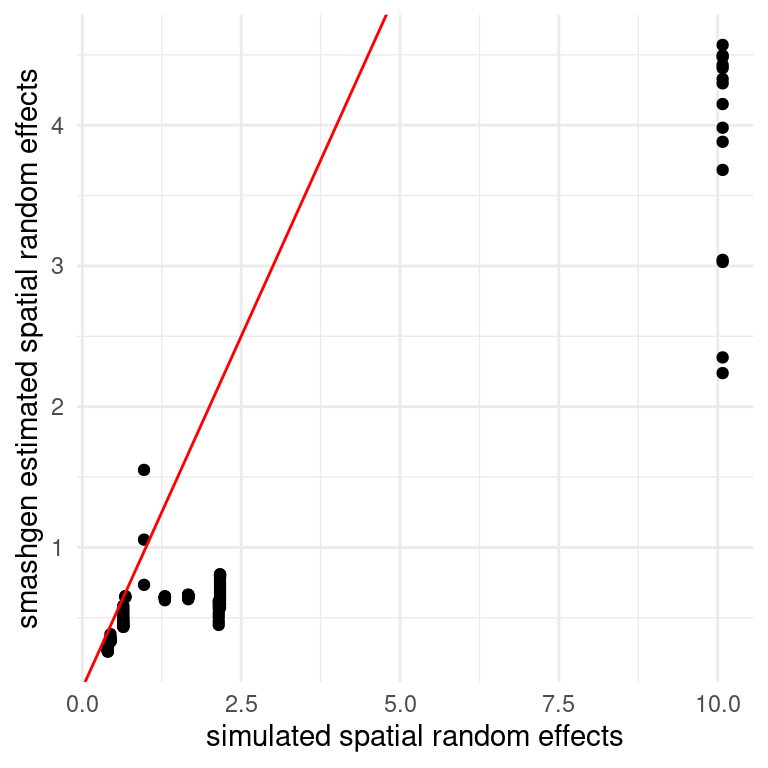 smashgen estimated spatial random effects
4
3
2
1
0.0 2.5 5.0 7.5 10.0
simulated spatial random effects